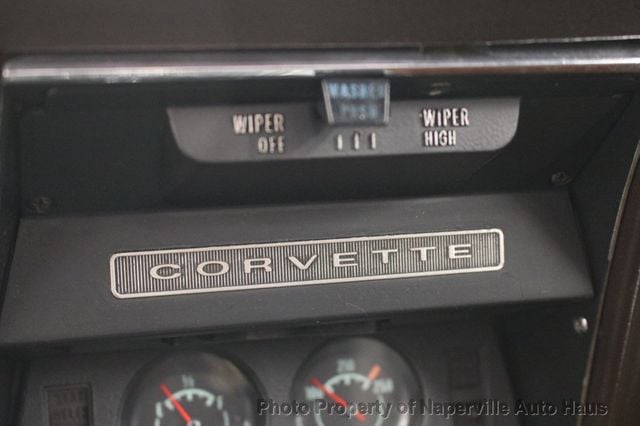 WASHER
PUSH
WIPER WIPER
OFF HIGH
CORVETTE
Photo Property of Naperville Auto Haus